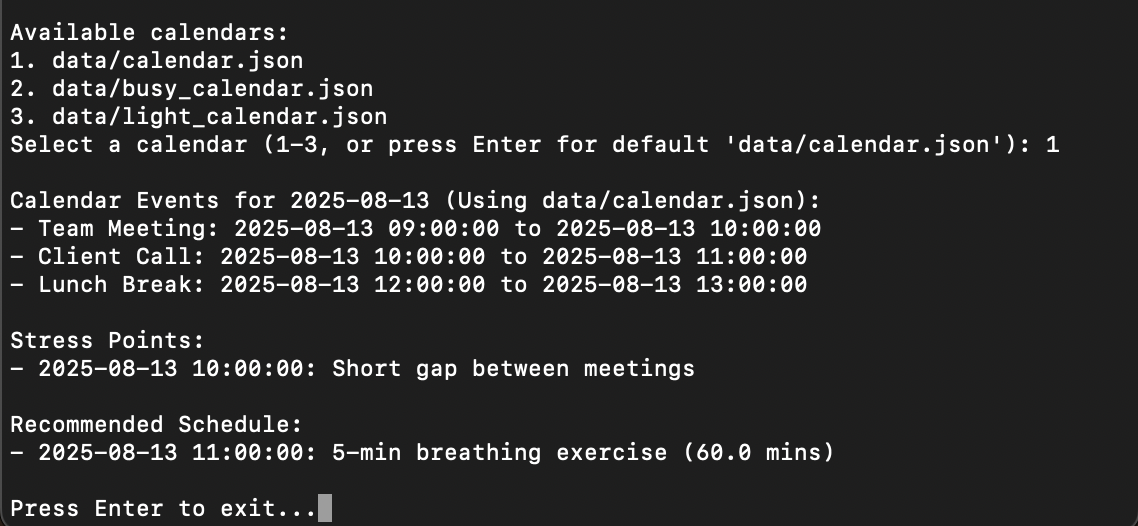 Available calendars:
1. data/calendar.json
2. data/busy_calendar.json
3. data/light_calendar.json
Select a calendar (1-3, or press Enter for default 'data/calendar.json'): 1
Calendar Events for 2025-08-13 (Using data/calendar.json):
- Team Meeting: 2025-08-13 09:00:00 to 2025-08-13 10:00:00
- Client Call: 2025-08-13 10:00:00 to 2025-08-13 11:00:00
- Lunch Break: 2025-08-13 12:00:00 to 2025-08-13 13:00:00
Stress Points:
- 2025-08-13 10:00:00: Short gap between meetings
Recommended Schedule:
- 2025-08-13 11:00:00: 5-min breathing exercise (60.0 mins)
Press Enter to exit...